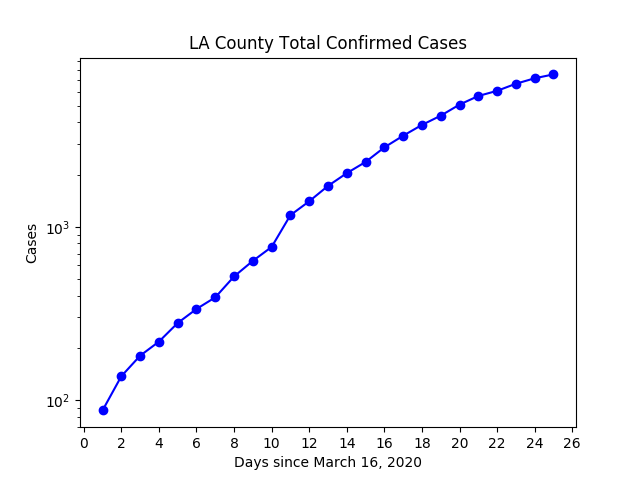 LA County Total Confirmed Cases
Cases
10³
10²
0 2 4 6 8 10 12 14 16 18 20 22 24 26
Days since March 16, 2020